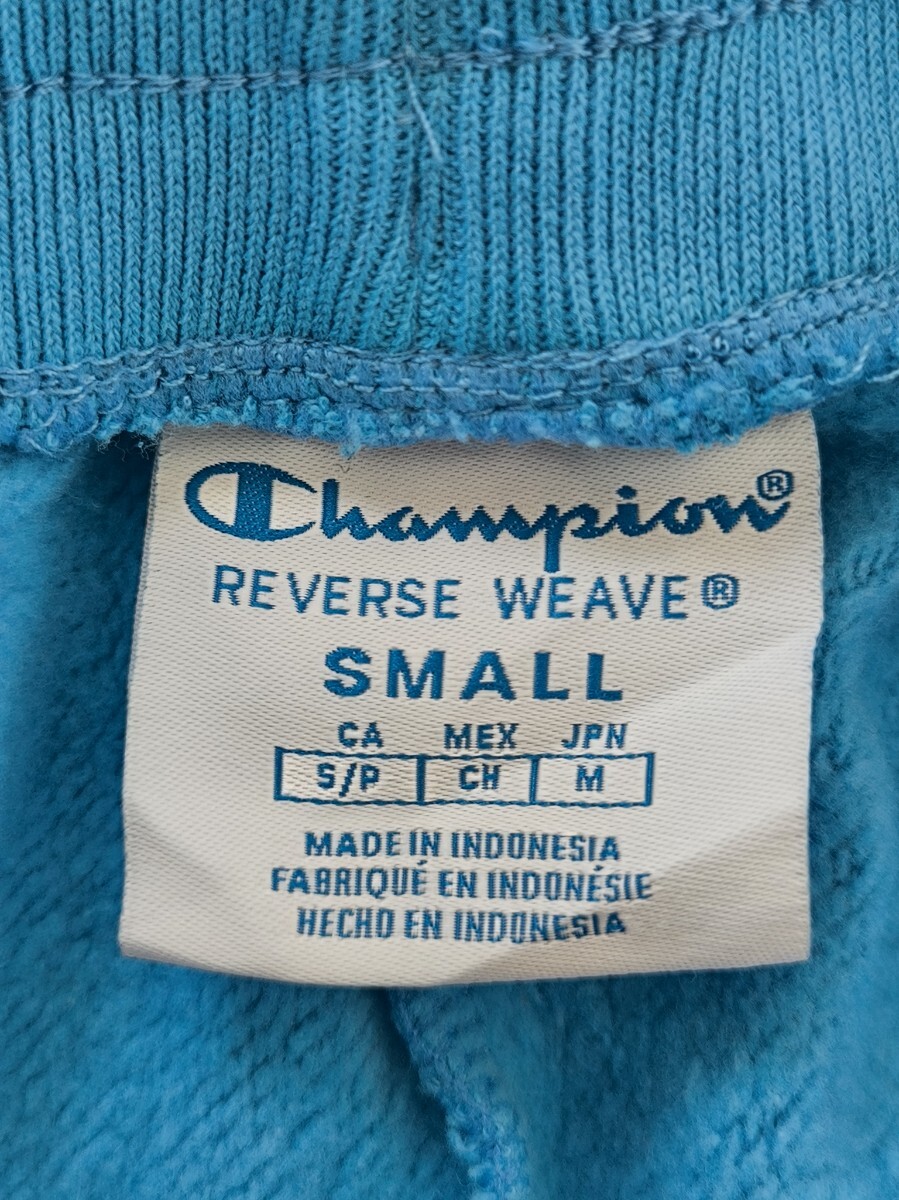 Champion®
REVERSE WEAVE®
SMALL
CA MEX JPN
S/P CH M
MADE IN INDONESIA
FABRIQUÉ EN INDONÉSIE
HECHO EN INDONESIA